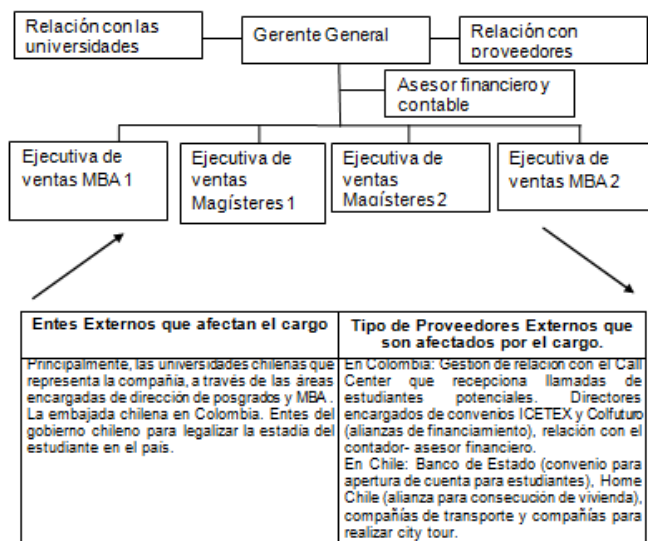 Relación con las
universidades
Gerente General
Relación con
proveedores
Asesor financiero y
contable
Ejecutiva de
ventas MBA 1
Ejecutiva de
ventas
Magísteres 1
Ejecutiva de
ventas
Magísteres 2
Ejecutiva de
ventas MBA 2
Entes Externos que afectan el cargo
Tipo de Proveedores Externos que
son afectados por el cargo.
Principalmente, las universidades chilenas que
representa la compañía, a través de las áreas
encargadas de dirección de posgrados y MBA.
La embajada chilena en Colombia. Entes del
gobierno chileno para legalizar la estadía del
estudiante en el país.
En Colombia: Gestión de relación con el Call
Center que recepciona llamadas de
estudiantes potenciales. Directores
encargados de convenios ICETEX y Colfuturo
(alianzas de financiamiento), relación con el
contador- asesor financiero.
En Chile: Banco de Estado (convenio para
apertura de cuenta para estudiantes), Home
Chile (alianza para consecución de vivienda),
compañías de transporte y compañías para
realizar city tour.